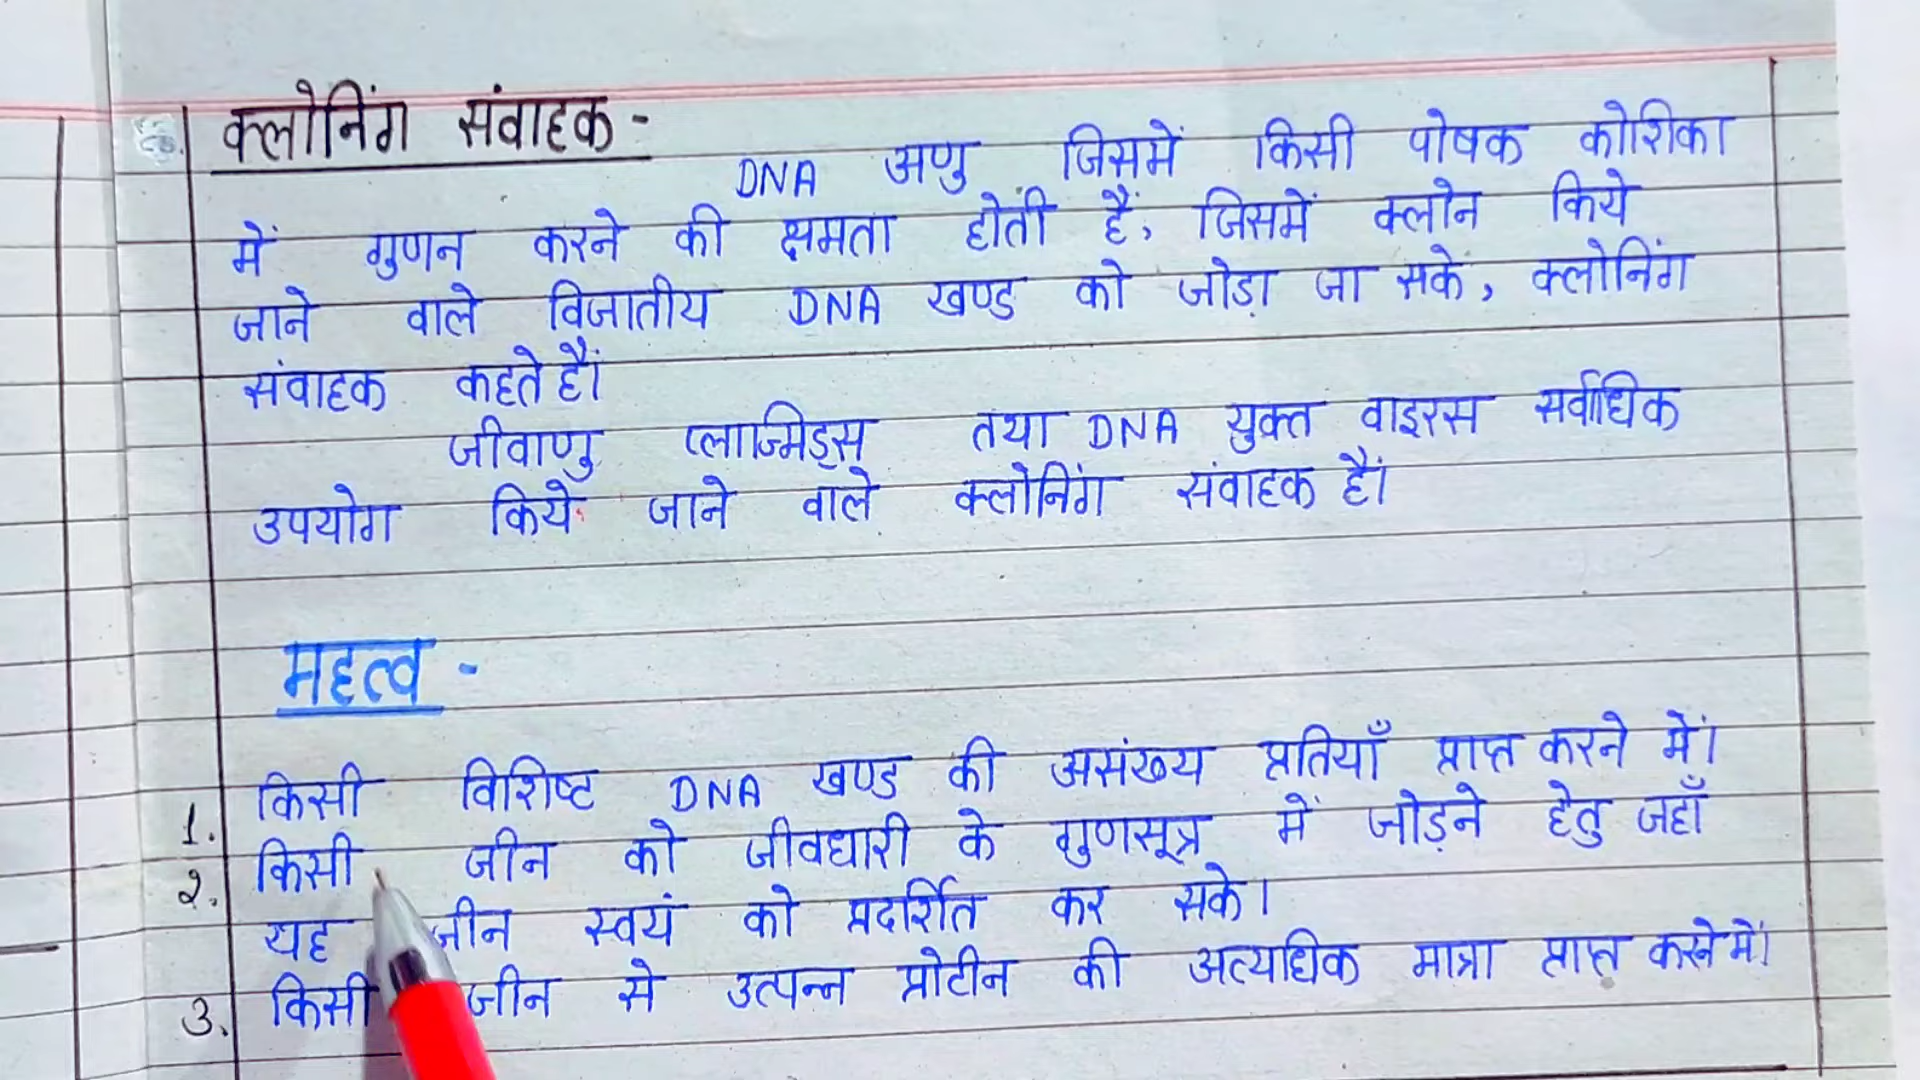 क्लोनिंग संवाहक -
DNA अणु जिसमें किसी पोषक कोशिका
में गुणन करने की क्षमता होती है, जिसमें क्लोन किये
जाने वाले विजातीय DNA खण्ड को जोड़ा जा सके, क्लोनिंग
संवाहक कहते हैं।
जीवाणु प्लाज्मिड्स तथा DNA युक्त वाइरस सर्वाधिक
उपयोग किये जाने वाले क्लोनिंग संवाहक हैं।
महत्व -
1. किसी विशिष्ट DNA खण्ड की असंख्य प्रतियाँ प्राप्त करने में।
2. किसी जीन को जीवधारी के गुणसूत्र में जोड़ने हेतु जहाँ
यह जीन स्वयं को प्रदर्शित कर सके।
3. किसी जीन से उत्पन्न प्रोटीन की अत्यधिक मात्रा प्राप्त करने में।